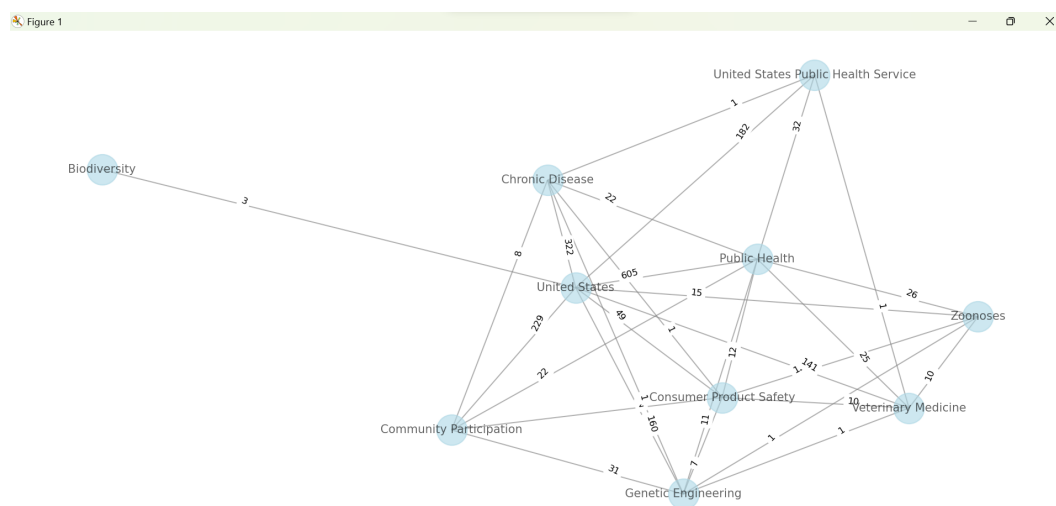 Figure 1
United States Public Health Service
1
182
32
Biodiversity
Chronic Disease
3
22
8
322
Public Health
605
United States
15
26
Zoonoses
1
49
229
1
12
25
141
22
10
Consumer Product Safety
10
Veterinary Medicine
1
160
11
Community Participation
1
1
31
7
Genetic Engineering